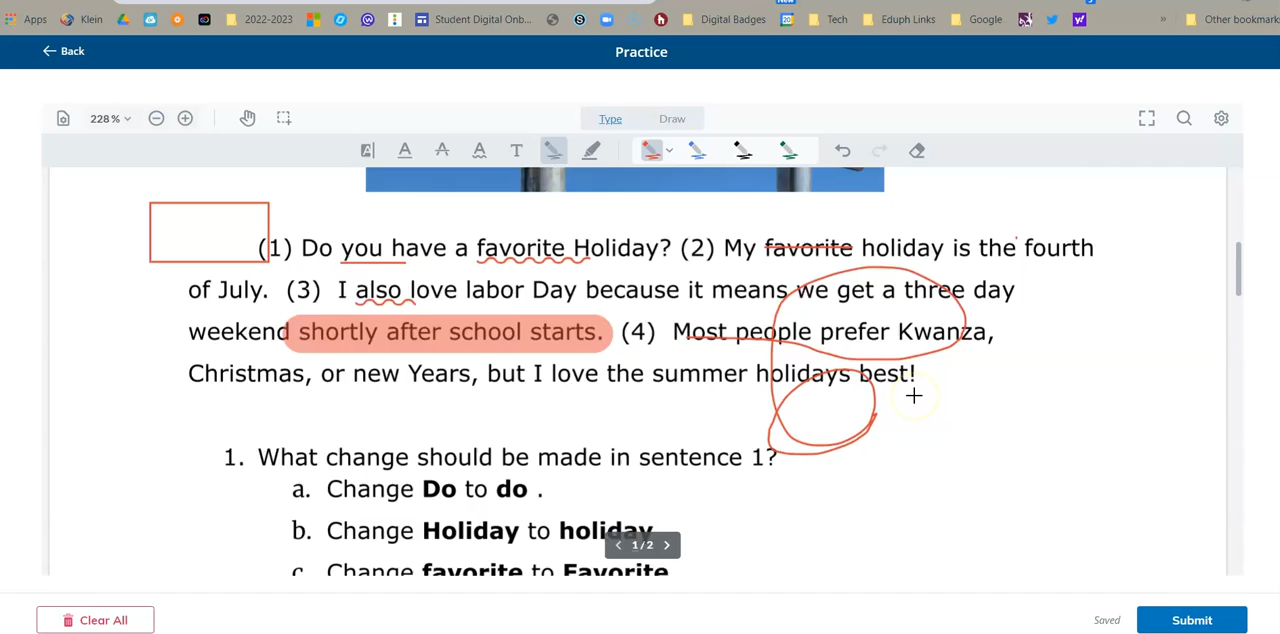 New
Apps Klein 2022-2023 Student Digital Onb... Digital Badges 20 Tech Eduph Links Google » Other bookmark
Back
Practice
228% Type Draw
A A A A T
(1) Do you have a favorite Holiday? (2) My favorite holiday is the fourth
of July. (3) I also love labor Day because it means we get a three day
weekend shortly after school starts. (4) Most people prefer Kwanza,
Christmas, or new Years, but I love the summer holidays best!
1. What change should be made in sentence 1?
a. Change Do to do .
b. Change Holiday to holiday
1/2
c. Change favorite to Favorite
Clear All
Saved
Submit